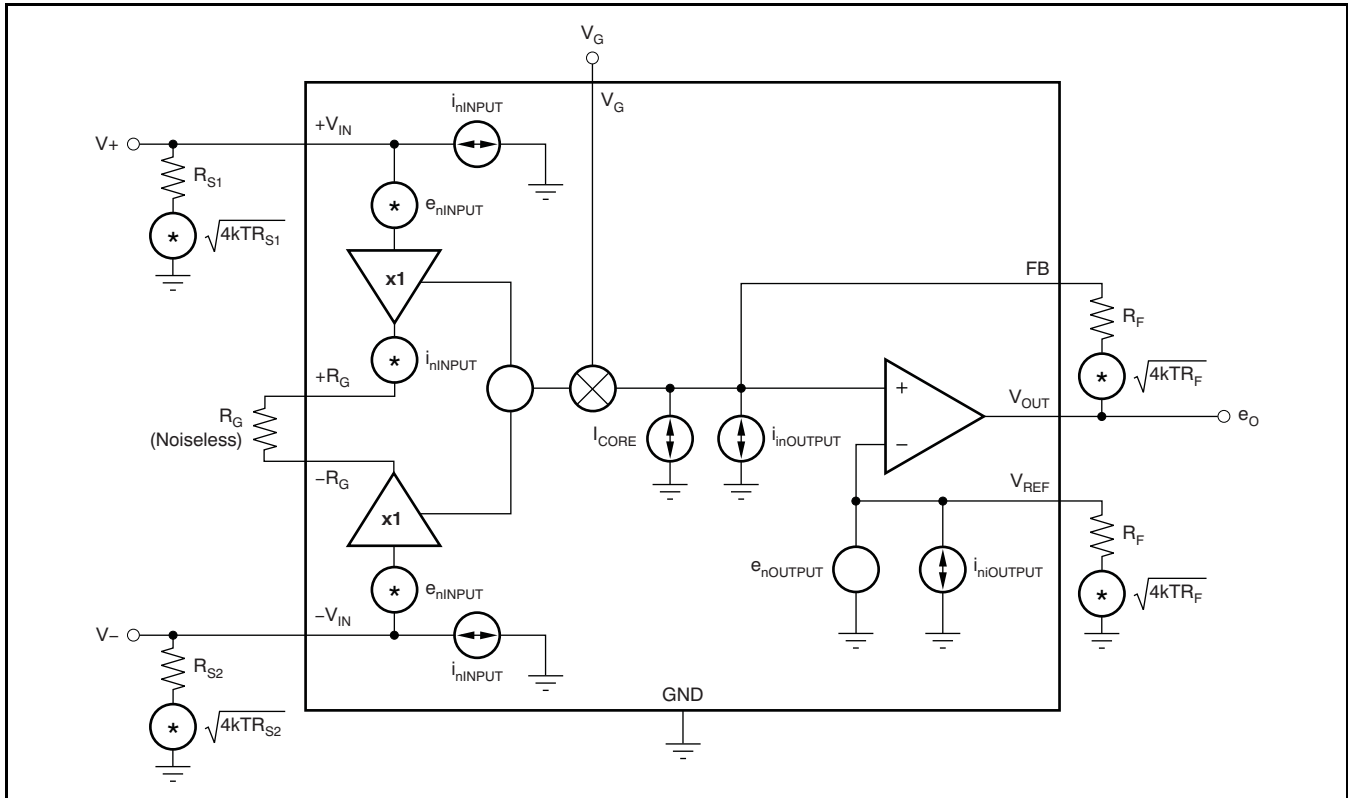 V_G
V_G
i_nINPUT
+V_IN
V+
R_S1
*
e_nINPUT
*
√4kTR_S1
x1
FB
*
i_nINPUT
R_F
+R_G
*
√4kTR_F
R_G
(Noiseless)
+
V_OUT
e_O
I_CORE
i_inOUTPUT
−
−R_G
V_REF
x1
R_F
e_nOUTPUT
i_niOUTPUT
*
e_nINPUT
*
√4kTR_F
−V_IN
V−
R_S2
i_nINPUT
GND
*
√4kTR_S2